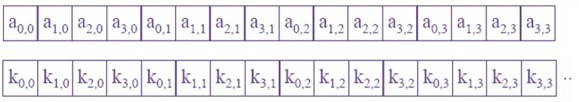 a0,0 a1,0 a2,0 a3,0 a0,1 a1,1 a2,1 a3,1 a0,2 a1,2 a2,2 a3,2 a0,3 a1,3 a2,3 a3,3
k0,0 k1,0 k2,0 k3,0 k0,1 k1,1 k2,1 k3,1 k0,2 k1,2 k2,2 k3,2 k0,3 k1,3 k2,3 k3,3 ..